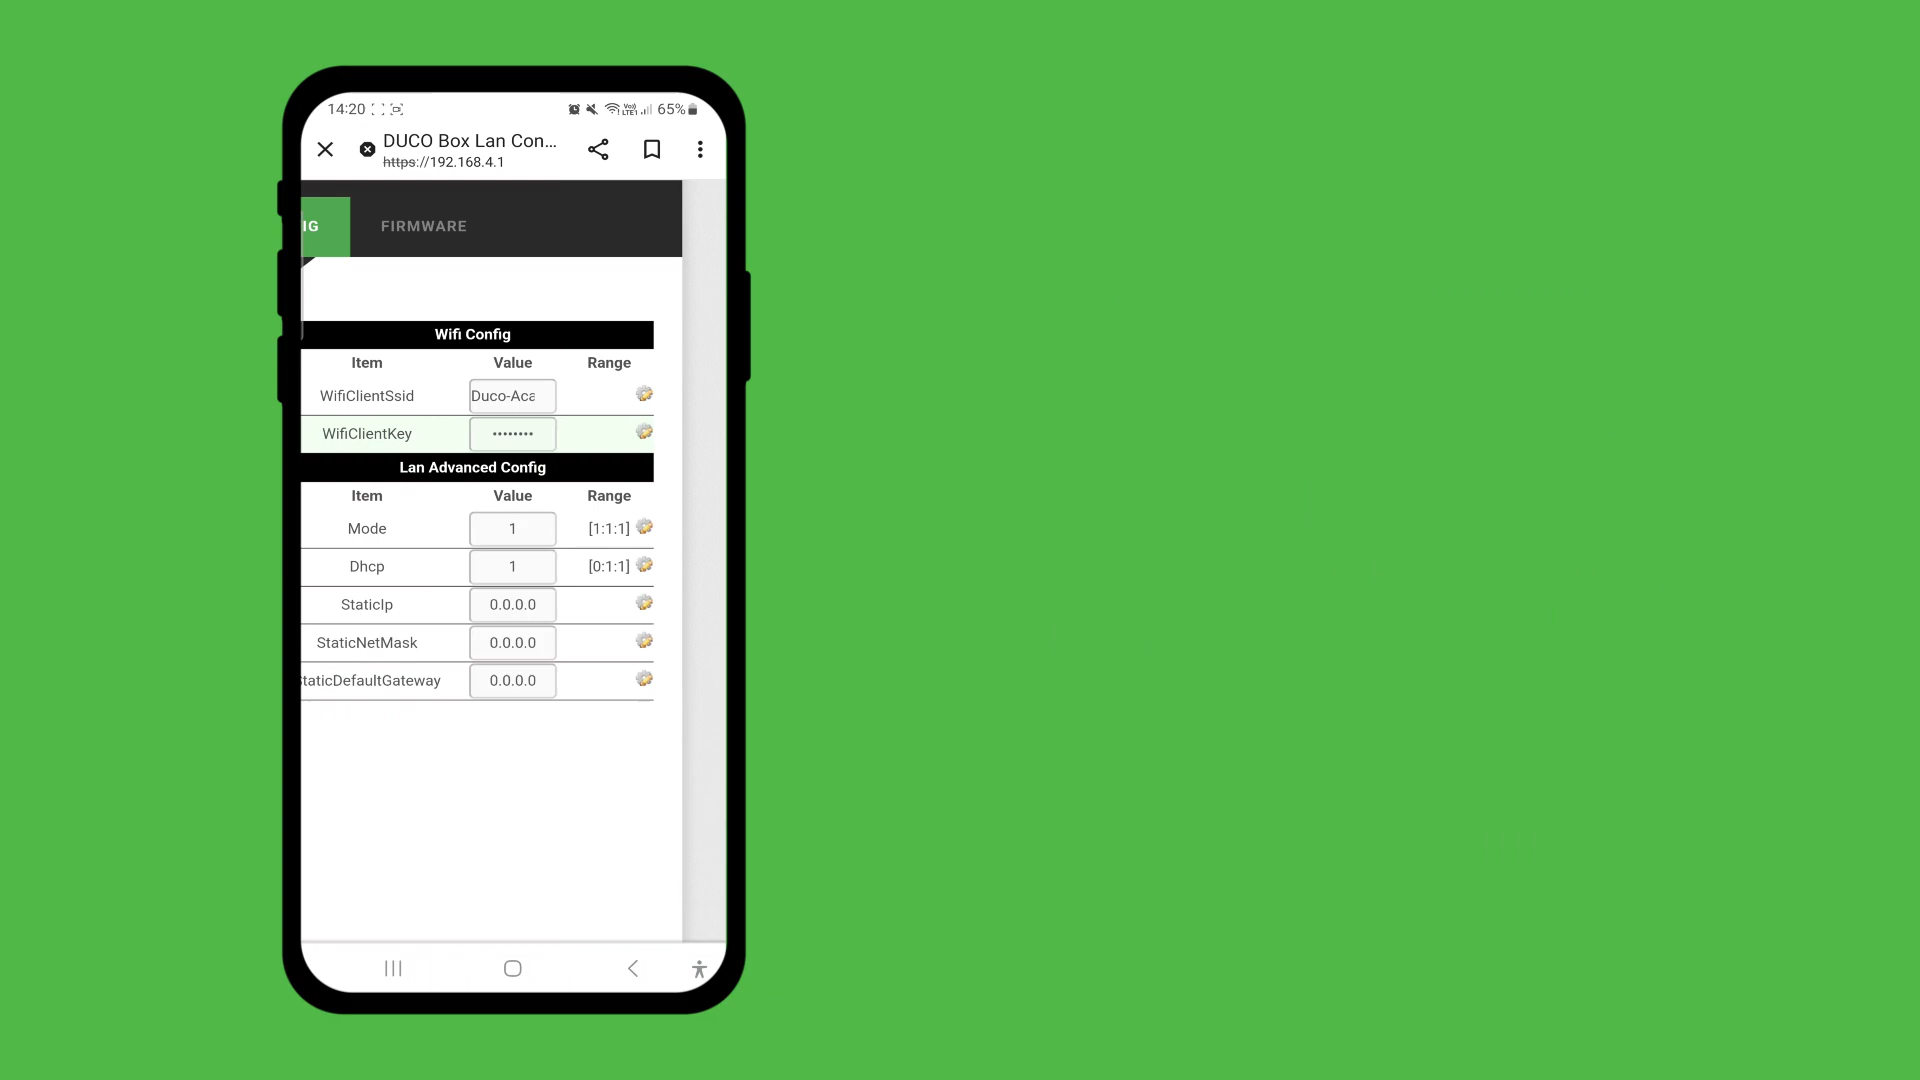 14:20 65%
DUCO Box Lan Con...
https://192.168.4.1
IG FIRMWARE
Wifi Config
Item Value Range
WifiClientSsid Duco-Aca
WifiClientKey ••••••••
Lan Advanced Config
Item Value Range
Mode 1 [1:1:1]
Dhcp 1 [0:1:1]
StaticIp 0.0.0.0
StaticNetMask 0.0.0.0
StaticDefaultGateway 0.0.0.0